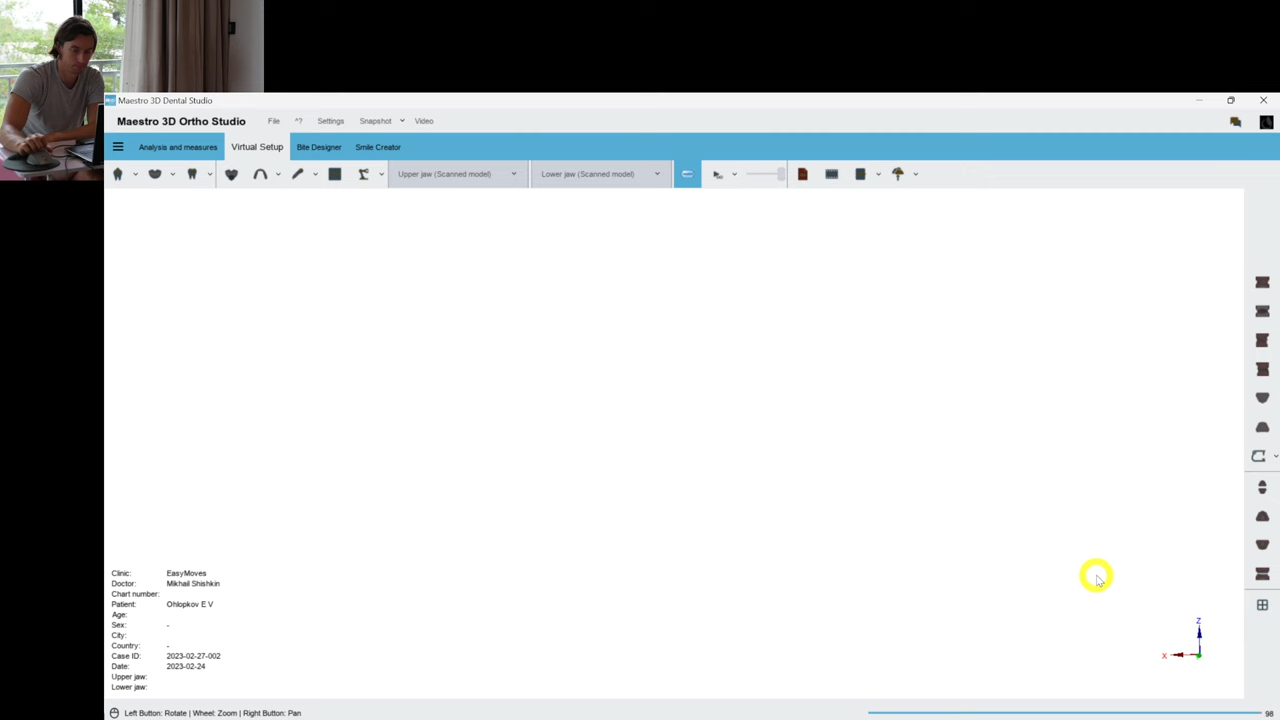 Maestro 3D Dental Studio
Maestro 3D Ortho Studio File ^? Settings Snapshot Video
Analysis and measures Virtual Setup Bite Designer Smile Creator
Upper jaw (Scanned model) Lower jaw (Scanned model)
Clinic: EasyMoves
Doctor: Mikhail Shishkin
Chart number:
Patient: Ohlopkov E V
Age:
Sex: -
City:
Country: -
Case ID: 2023-02-27-002
Date: 2023-02-24
Upper jaw:
Lower jaw:
Z
X
Left Button: Rotate | Wheel: Zoom | Right Button: Pan 98